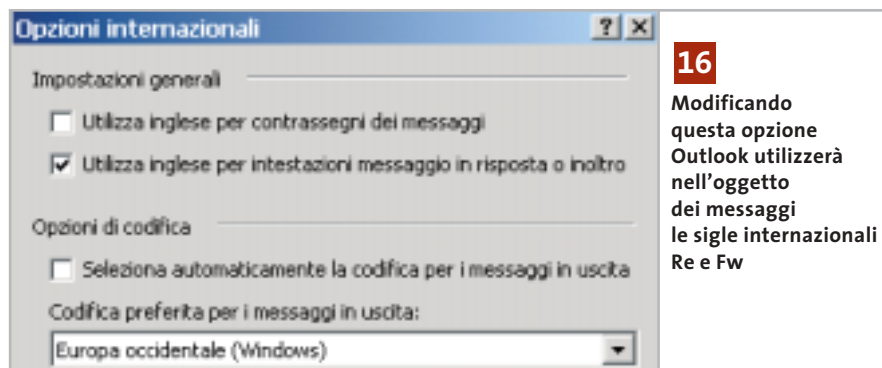 Opzioni internazionali
Impostazioni generali
Utilizza inglese per contrassegni dei messaggi
Utilizza inglese per intestazioni messaggio in risposta o inoltro
Opzioni di codifica
Seleziona automaticamente la codifica per i messaggi in uscita
Codifica preferita per i messaggi in uscita:
Europa occidentale (Windows)
16
Modificando
questa opzione
Outlook utilizzerà
nell'oggetto
dei messaggi
le sigle internazionali
Re e Fw